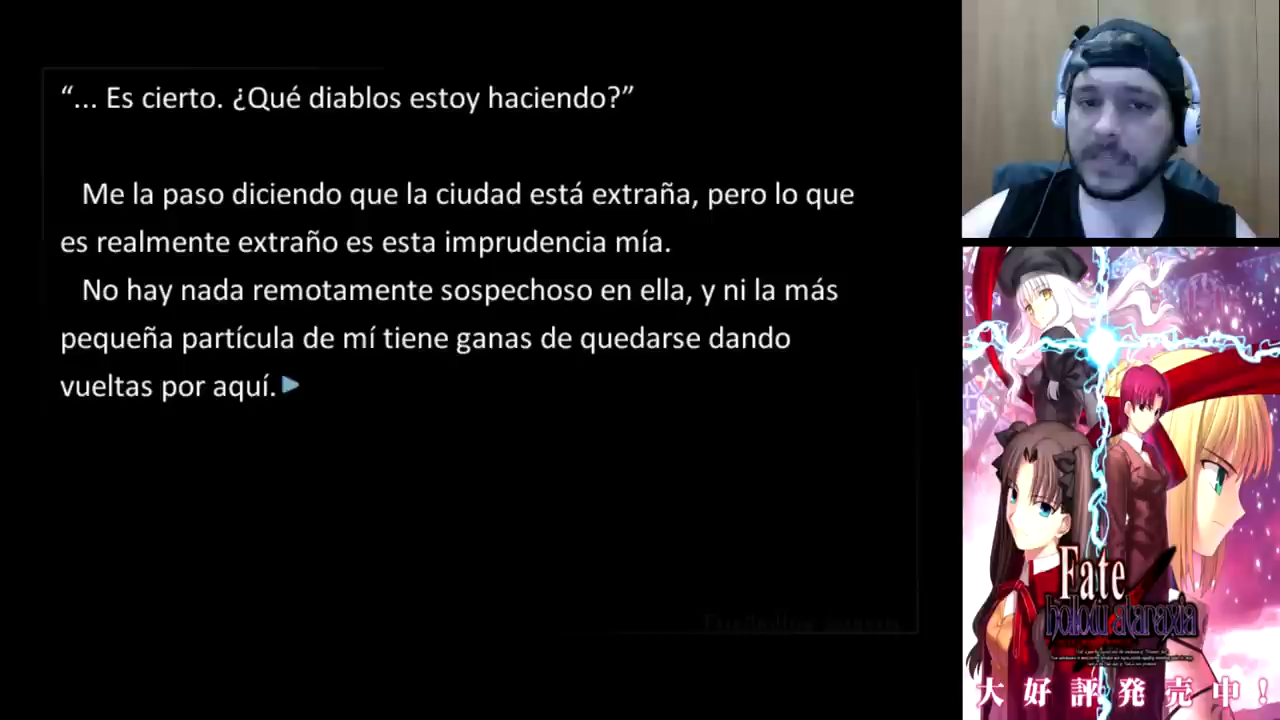 “... Es cierto. ¿Qué diablos estoy haciendo?”
Me la paso diciendo que la ciudad está extraña, pero lo que
es realmente extraño es esta imprudencia mía.
No hay nada remotamente sospechoso en ella, y ni la más
pequeña partícula de mí tiene ganas de quedarse dando
vueltas por aquí.
Fate
hollow ataraxia
大好評発売中!